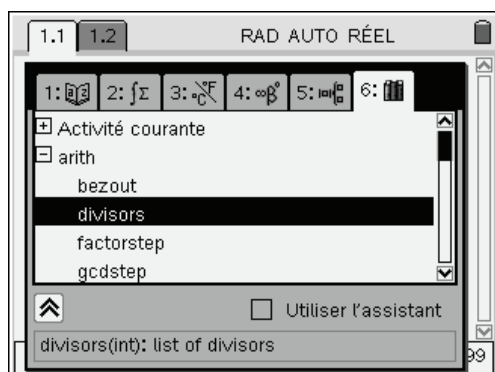 1.1 1.2 RAD AUTO RÉEL
1: 2: ∫Σ 3: °C°F 4: ∞β° 5: 6:
Activité courante
arith
bezout
divisors
factorstep
gcdstep
Utiliser l'assistant
divisors(int): list of divisors
99